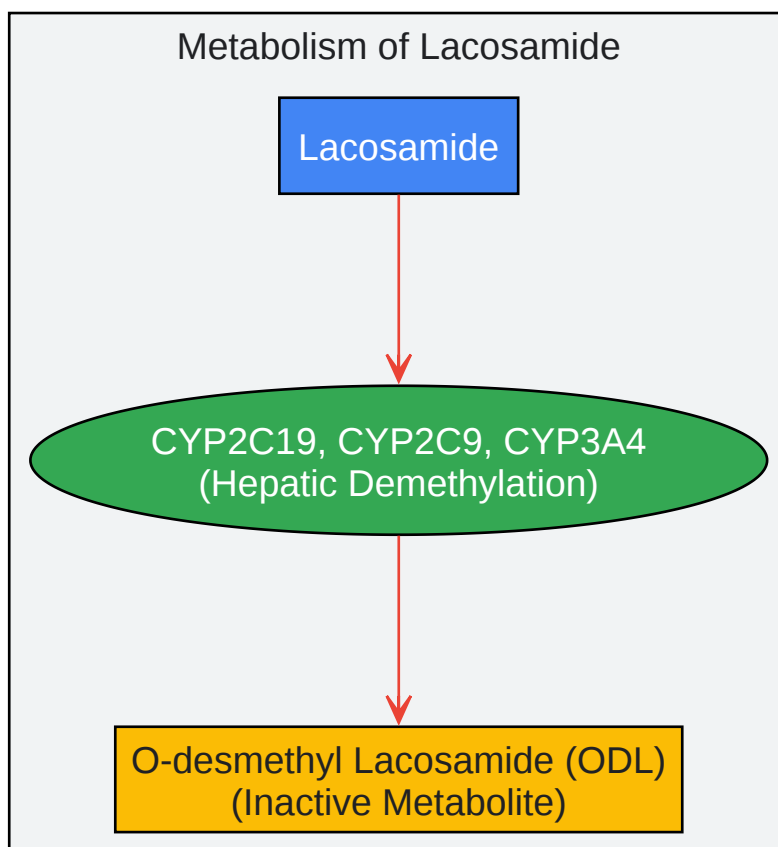 Metabolism of Lacosamide
Lacosamide
CYP2C19, CYP2C9, CYP3A4
(Hepatic Demethylation)
O-desmethyl Lacosamide (ODL)
(Inactive Metabolite)